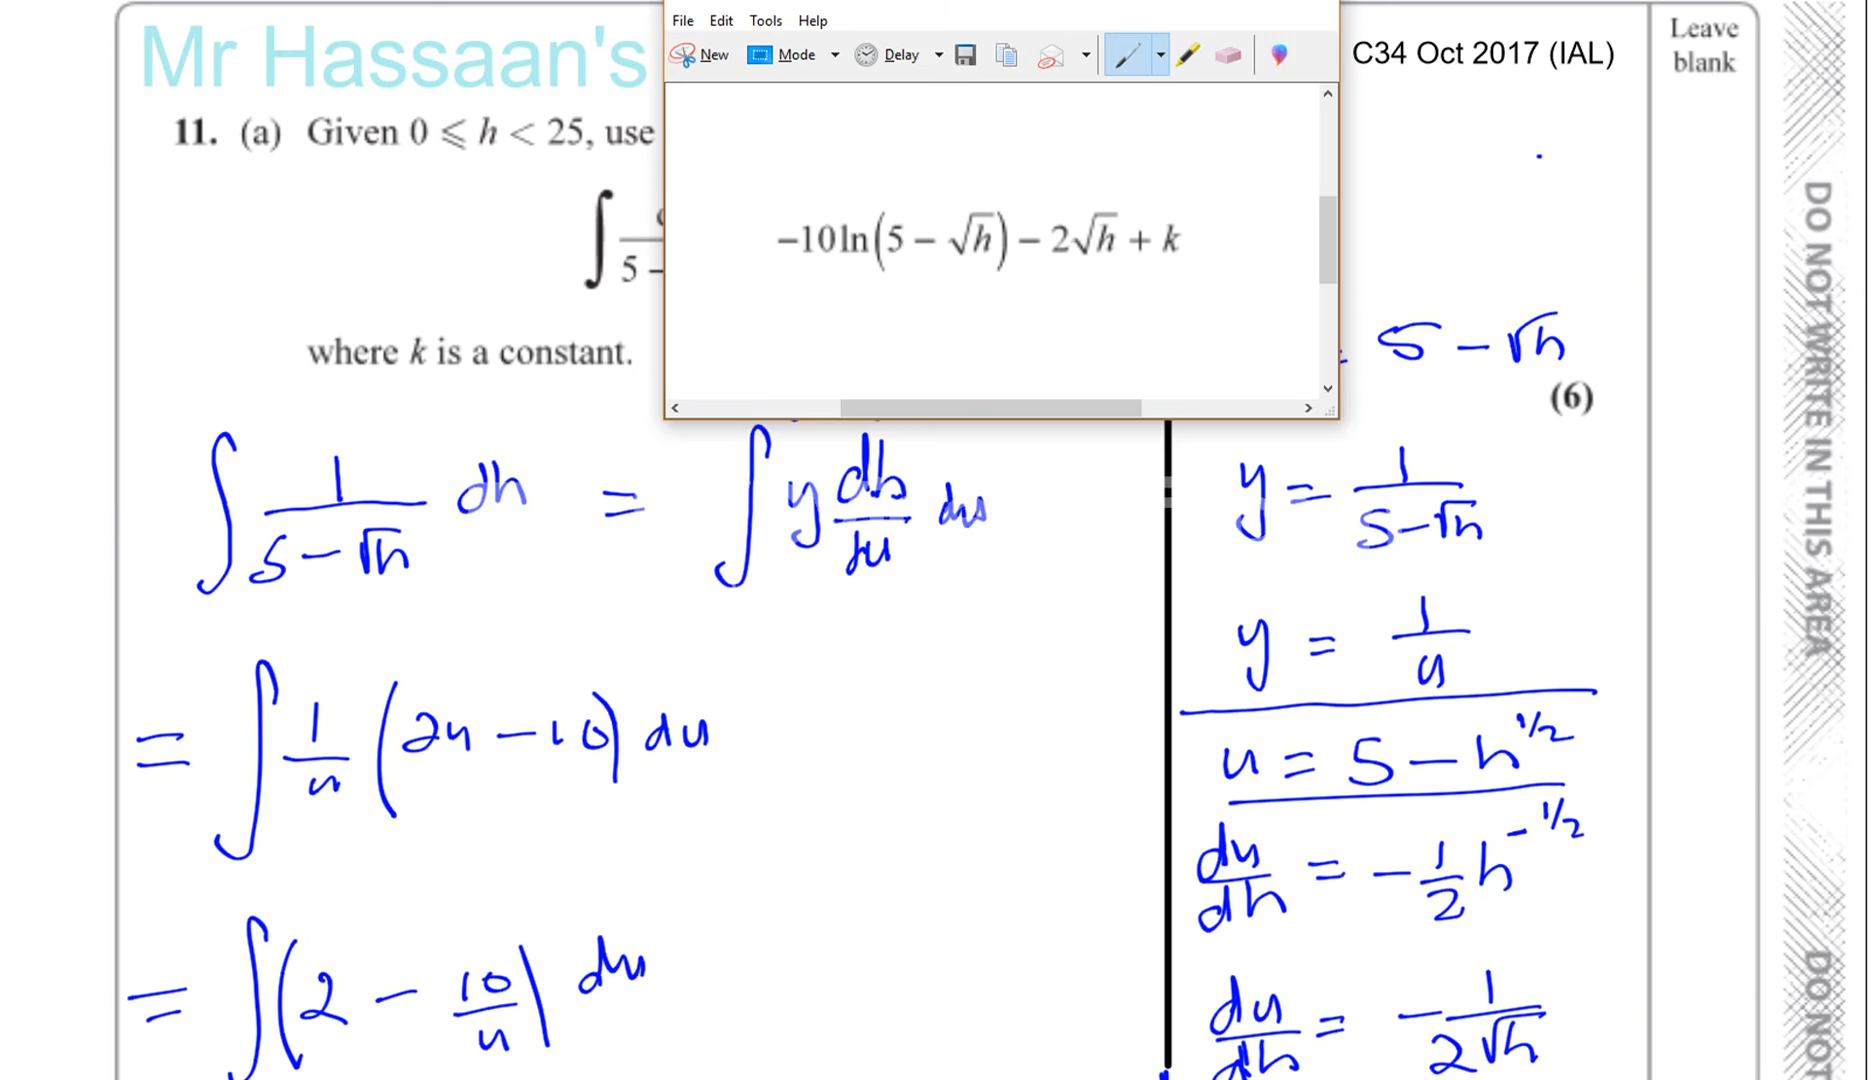 Mr Hassaan's
File Edit Tools Help
New Mode Delay
C34 Oct 2017 (IAL)
Leave
blank
11. (a) Given 0 ⩽ h < 25, use
∫ 5 –
−10ln(5 − √h) − 2√h + k
where k is a constant.
= 5 − √h
(6)
∫ 1/(5 − √h) dh = ∫ y dh/du du
= ∫ 1/u (2u − 10) du
= ∫ (2 − 10/u) du
y = 1/(5 − √h)
y = 1/u
u = 5 − h^1/2
du/dh = − 1/2 h^−1/2
du/dh = − 1/(2√h)
DO NOT WRITE IN THIS AREA
DO NOT